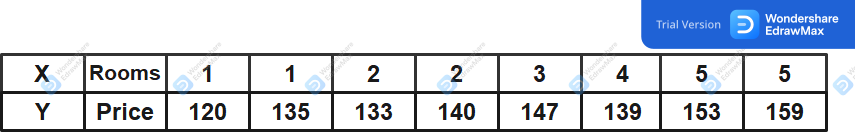 Trial Version
Wondershare
EdrawMax
X Rooms 1 1 2 2 3 4 5 5
Y Price 120 135 133 140 147 139 153 159